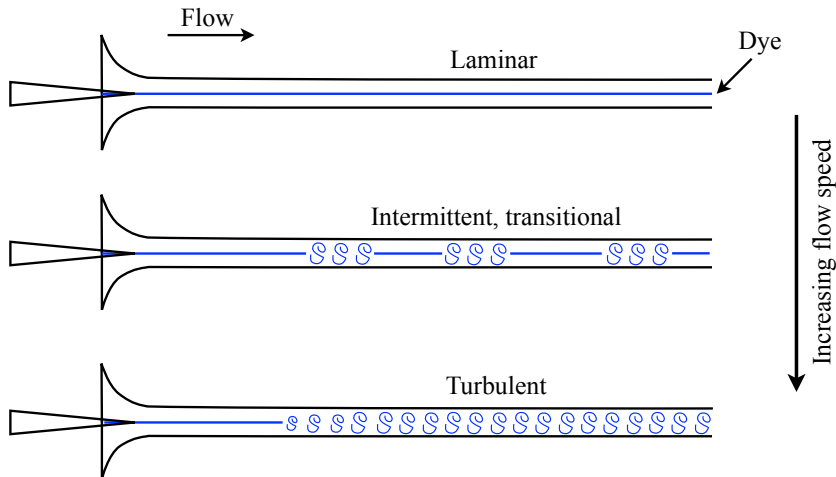 Flow
Laminar
Dye
Intermittent, transitional
Turbulent
Increasing flow speed